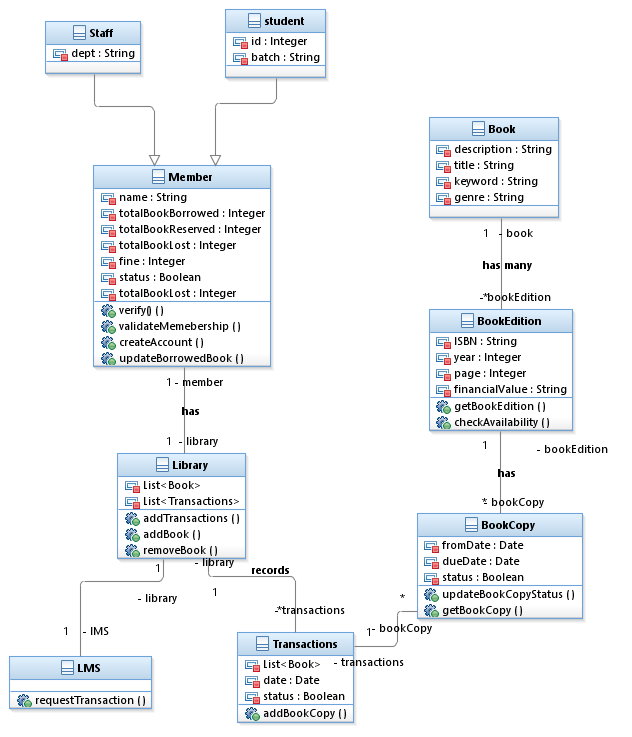 Staff
dept : String
student
id : Integer
batch : String
Member
name : String
totalBookBorrowed : Integer
totalBookReserved : Integer
totalBookLost : Integer
fine : Integer
status : Boolean
totalBookLost : Integer
verify() ( )
validateMemebership ( )
createAccount ( )
updateBorrowedBook ( )
Book
description : String
title : String
keyword : String
genre : String
1 - book
has many
-*bookEdition
BookEdition
ISBN : String
year : Integer
page : Integer
financialValue : String
getBookEdition ( )
checkAvailability ( )
1 - bookEdition
has
* - bookCopy
BookCopy
fromDate : Date
dueDate : Date
status : Boolean
updateBookCopyStatus ( )
getBookCopy ( )
1 - member
has
1 - library
Library
List<Book>
List<Transactions>
addTransactions ( )
addBook ( )
removeBook ( )
1 - library
- library
1
records
-*transactions
*
1 - bookCopy
- transactions
1 - lMS
LMS
requestTransaction ( )
Transactions
List<Book>
date : Date
status : Boolean
addBookCopy ( )